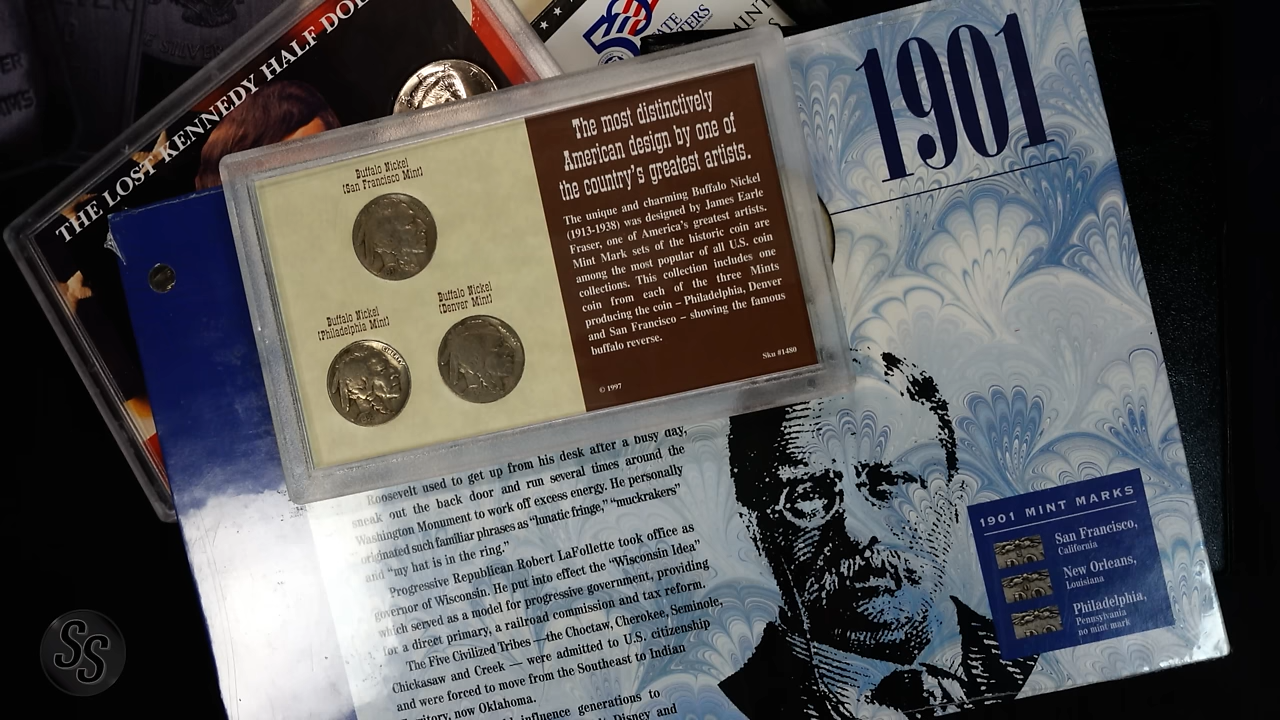 THE LOST KENNEDY HALF DOL
1901
Buffalo Nickel
(San Francisco Mint)
Buffalo Nickel
(Philadelphia Mint)
Buffalo Nickel
(Denver Mint)
The most distinctively
American design by one of
the country's greatest artists.
The unique and charming Buffalo Nickel
(1913-1938) was designed by James Earle
Fraser, one of America's greatest artists.
Mint Mark sets of the historic coin are
among the most popular of all U.S. coin
collections. This collection includes one
coin from each of the three Mints
producing the coin – Philadelphia, Denver
and San Francisco – showing the famous
buffalo reverse.
Sku #1480
© 1997
Roosevelt used to get up from his desk after a busy day,
sneak out the back door and run several times around the
Washington Monument to work off excess energy. He personally
originated such familiar phrases as "lunatic fringe," "muckrakers"
and "my hat is in the ring."
Progressive Republican Robert LaFollette took office as
governor of Wisconsin. He put into effect the "Wisconsin Idea"
which served as a model for progressive government, providing
for a direct primary, a railroad commission and tax reform.
The Five Civilized Tribes — the Choctaw, Cherokee, Seminole,
Chickasaw and Creek — were admitted to U.S. citizenship
and were forced to move from the Southeast to Indian
Territory, now Oklahoma.
influence generations to
Disney and
1901 MINT MARKS
San Francisco,
California
New Orleans,
Louisiana
Philadelphia,
Pennsylvania
no mint mark
SS